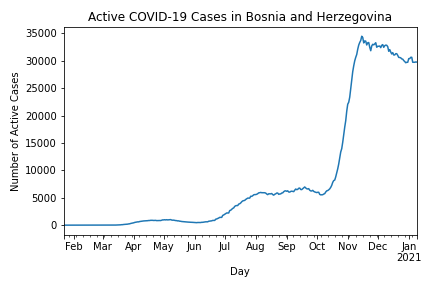 Active COVID-19 Cases in Bosnia and Herzegovina
Number of Active Cases
35000
30000
25000
20000
15000
10000
5000
0
Feb Mar Apr May Jun Jul Aug Sep Oct Nov Dec Jan
2021
Day